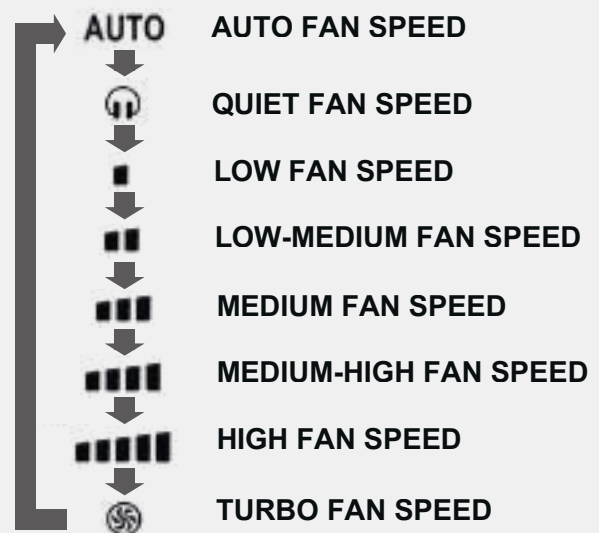 AUTO AUTO FAN SPEED
QUIET FAN SPEED
LOW FAN SPEED
LOW-MEDIUM FAN SPEED
MEDIUM FAN SPEED
MEDIUM-HIGH FAN SPEED
HIGH FAN SPEED
TURBO FAN SPEED